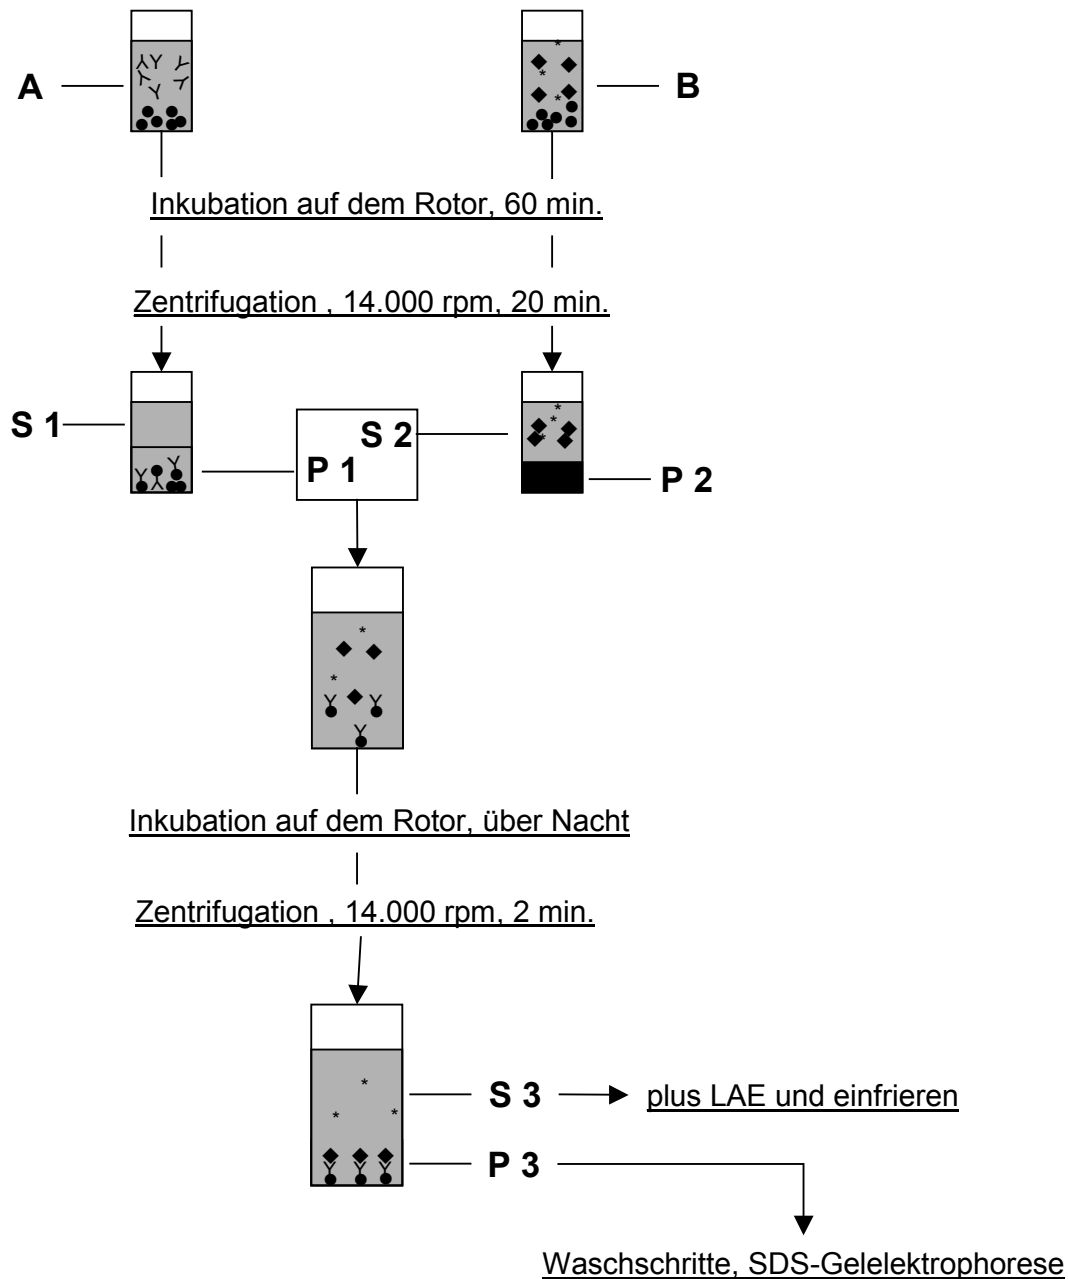 A
B
Inkubation auf dem Rotor, 60 min.
Zentrifugation , 14.000 rpm, 20 min.
S 1
S 2
P 1
P 2
Inkubation auf dem Rotor, über Nacht
Zentrifugation , 14.000 rpm, 2 min.
S 3
plus LAE und einfrieren
P 3
Waschschritte, SDS-Gelelektrophorese